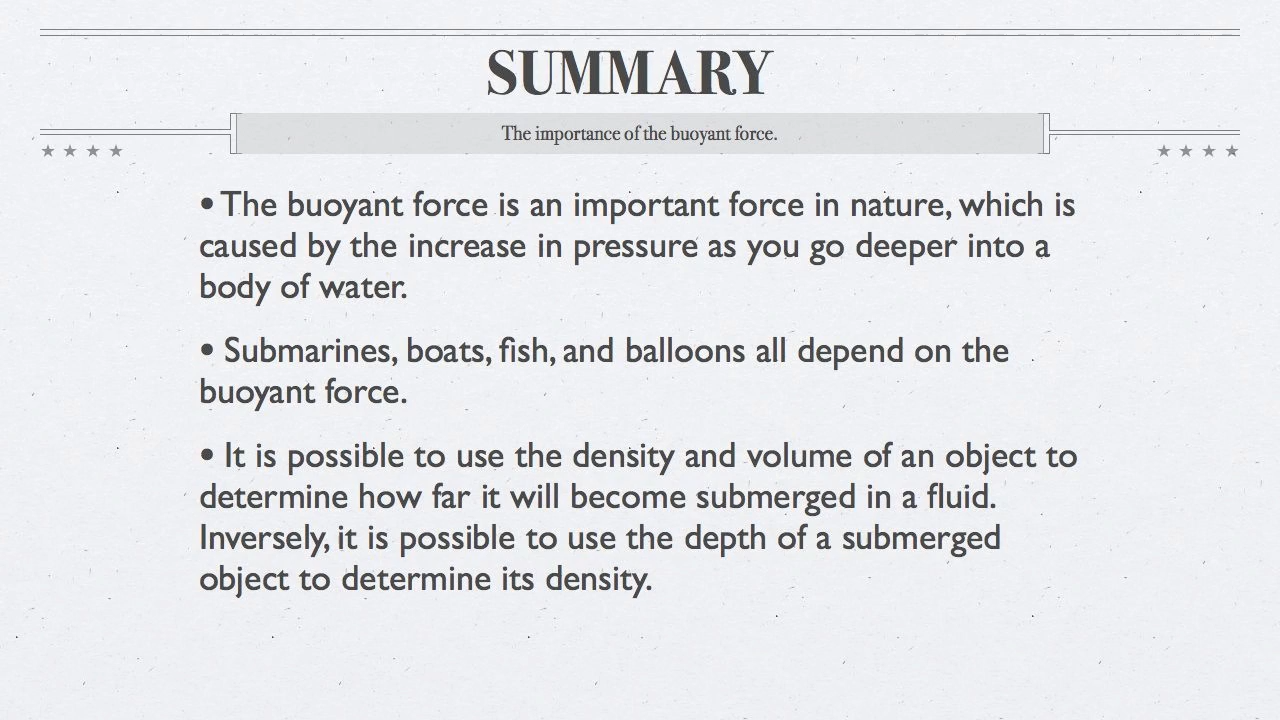 SUMMARY
The importance of the buoyant force.
• The buoyant force is an important force in nature, which is
caused by the increase in pressure as you go deeper into a
body of water.
• Submarines, boats, fish, and balloons all depend on the
buoyant force.
• It is possible to use the density and volume of an object to
determine how far it will become submerged in a fluid.
Inversely, it is possible to use the depth of a submerged
object to determine its density.